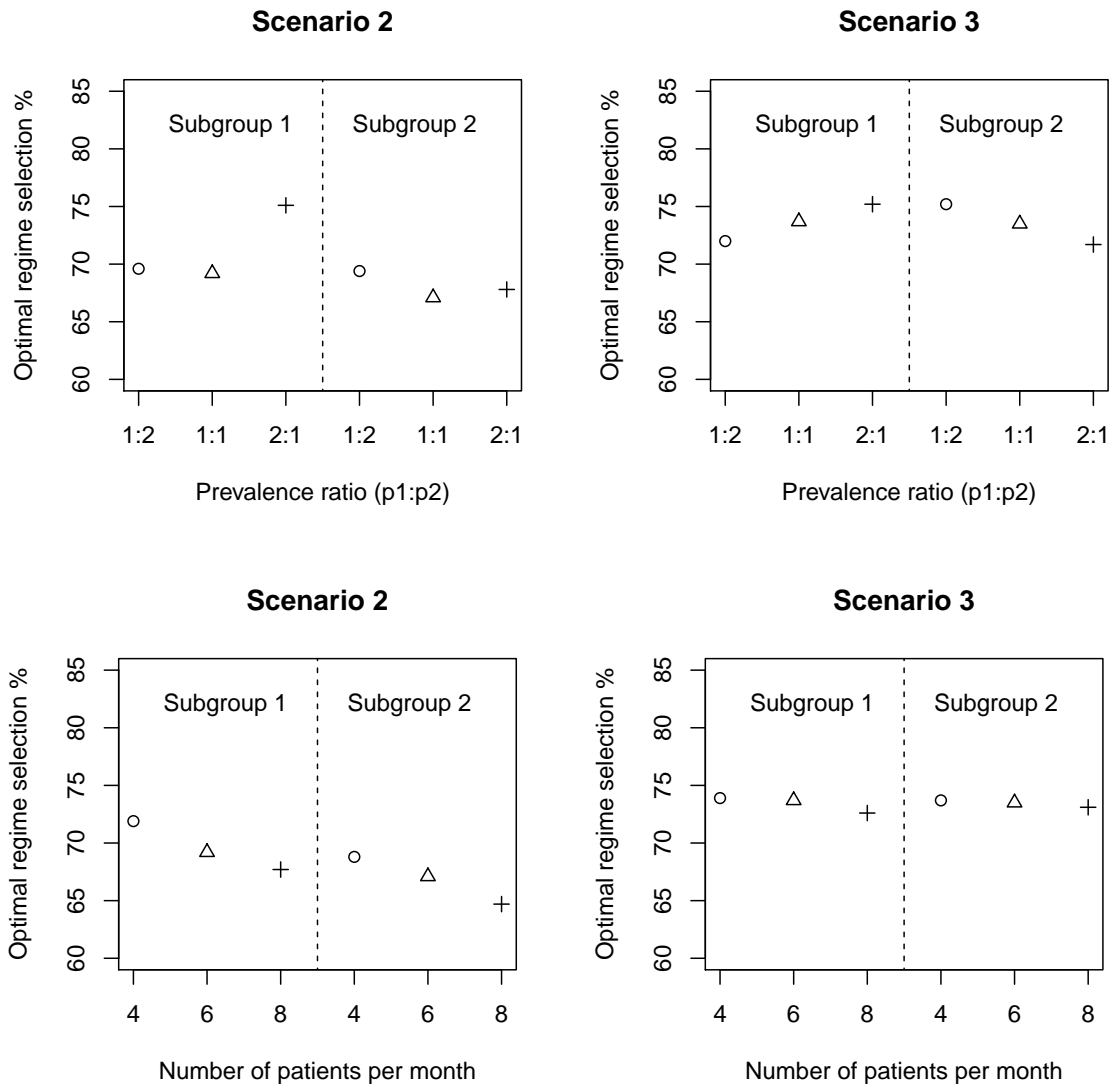 Scenario 2
Optimal regime selection %
85
80
75
70
65
60
Subgroup 1 Subgroup 2
1:2 1:1 2:1 1:2 1:1 2:1
Prevalence ratio (p1:p2)
Scenario 3
Optimal regime selection %
85
80
75
70
65
60
Subgroup 1 Subgroup 2
1:2 1:1 2:1 1:2 1:1 2:1
Prevalence ratio (p1:p2)
Scenario 2
Optimal regime selection %
85
80
75
70
65
60
Subgroup 1 Subgroup 2
4 6 8 4 6 8
Number of patients per month
Scenario 3
Optimal regime selection %
85
80
75
70
65
60
Subgroup 1 Subgroup 2
4 6 8 4 6 8
Number of patients per month